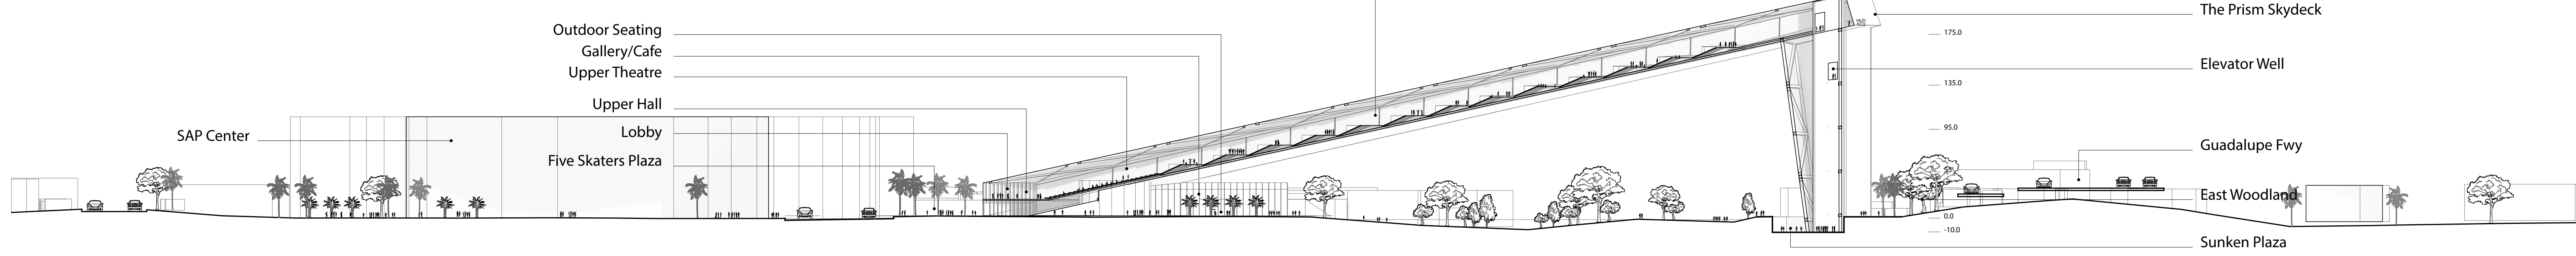 Outdoor Seating
Gallery/Cafe
Upper Theatre
Upper Hall
Lobby
SAP Center
Five Skaters Plaza
The Prism Skydeck
175.0
Elevator Well
135.0
95.0
Guadalupe Fwy
East Woodland
0.0
-10.0
Sunken Plaza